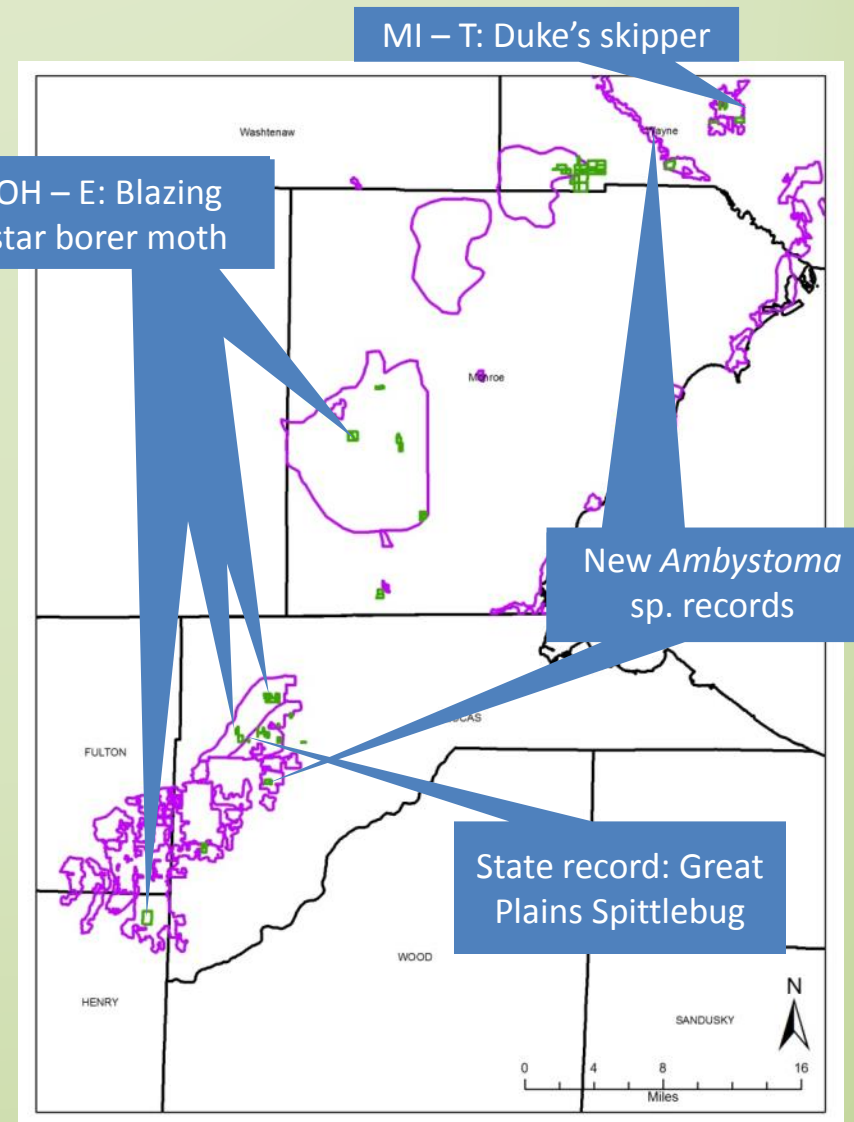 MI – T: Duke's skipper
Washtenaw
Wayne
OH – E: Blazing
star borer moth
Monroe
New Ambystoma
sp. records
FULTON
State record: Great
Plains Spittlebug
WOOD
HENRY
SANDUSKY
N
0 4 8 16
Miles